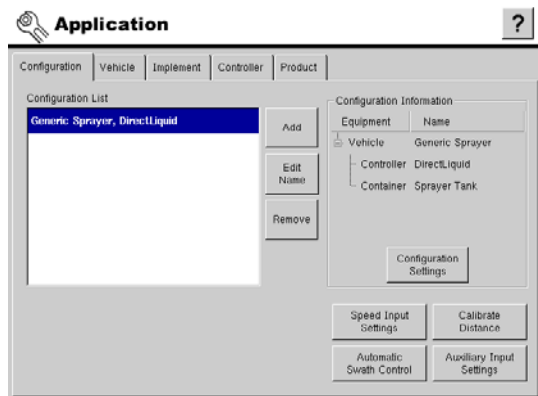 Application
?
Configuration
Vehicle
Implement
Controller
Product
Configuration List
Generic Sprayer, DirectLiquid
Add
Edit
Name
Remove
Configuration Information
Equipment Name
Vehicle Generic Sprayer
Controller DirectLiquid
Container Sprayer Tank
Configuration
Settings
Speed Input
Settings
Calibrate
Distance
Automatic
Swath Control
Auxiliary Input
Settings